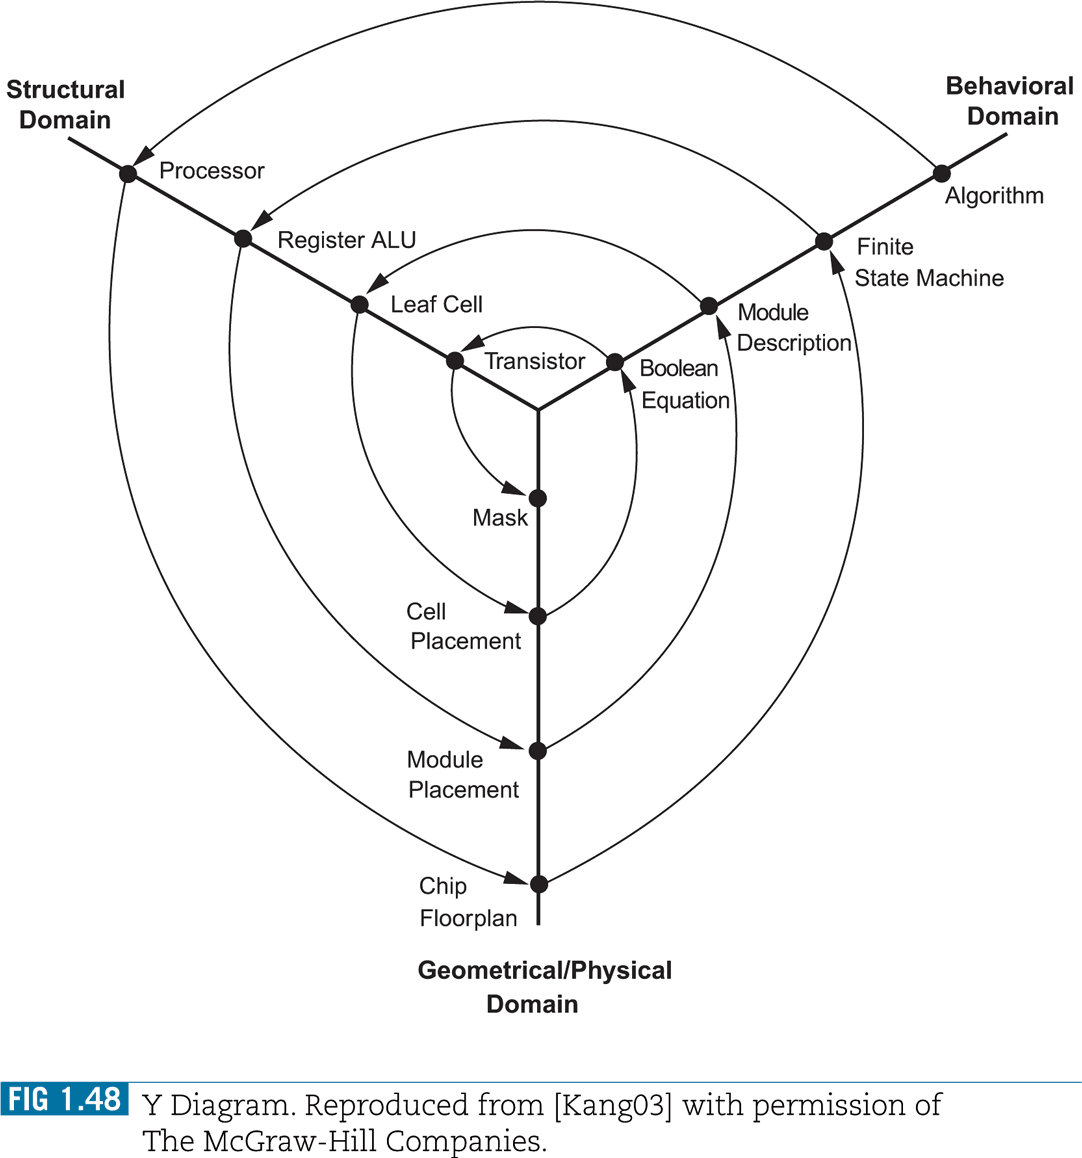 Structural
Domain
Behavioral
Domain
Processor
Algorithm
Register ALU
Finite
State Machine
Leaf Cell
Module
Description
Transistor
Boolean
Equation
Mask
Cell
Placement
Module
Placement
Chip
Floorplan
Geometrical/Physical
Domain
FIG 1.48 Y Diagram. Reproduced from [Kang03] with permission of
The McGraw-Hill Companies.